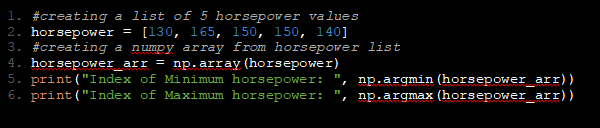 1. #creating a list of 5 horsepower values
2. horsepower = [130, 165, 150, 150, 140]
3. #creating a numpy array from horsepower list
4. horsepower_arr = np.array(horsepower)
5. print("Index of Minimum horsepower: ", np.argmin(horsepower_arr))
6. print("Index of Maximum horsepower: ", np.argmax(horsepower_arr))